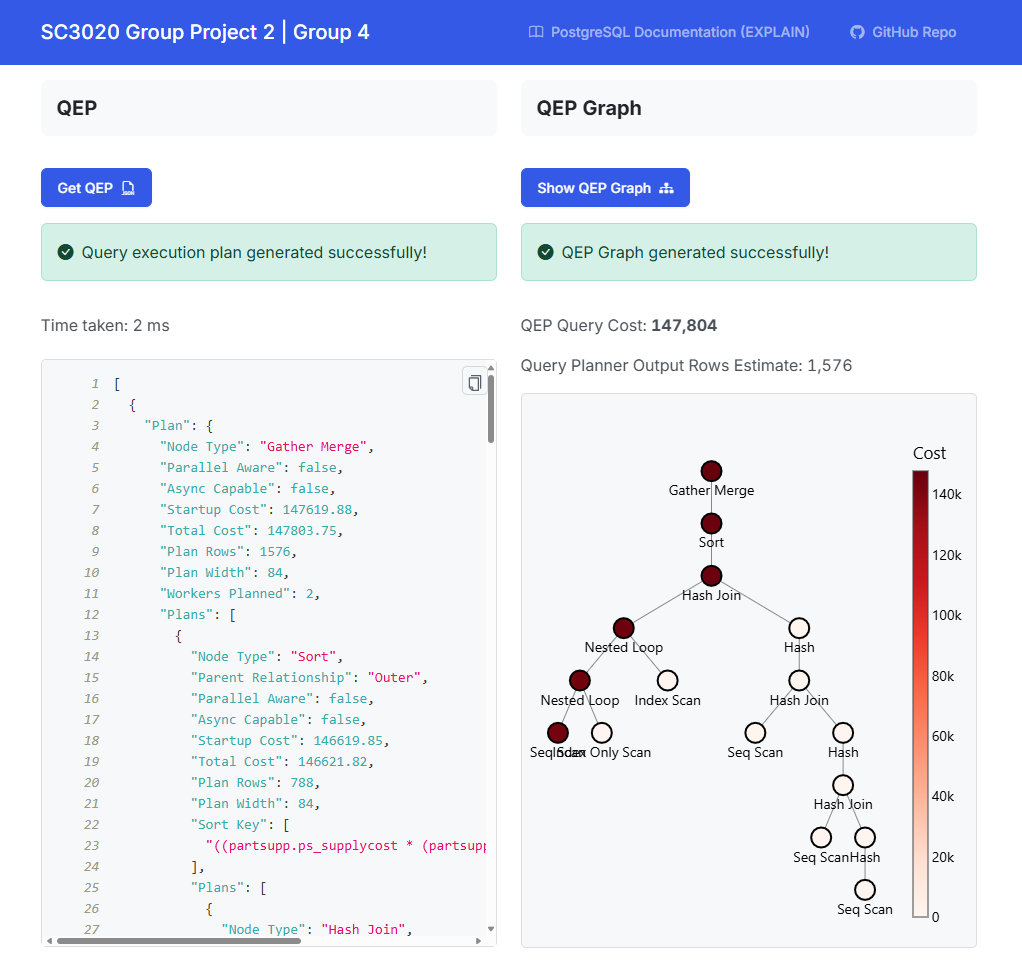 SC3020 Group Project 2 | Group 4
PostgreSQL Documentation (EXPLAIN)
GitHub Repo
QEP
Get QEP
Query execution plan generated successfully!
Time taken: 2 ms
1 [
2 {
3 "Plan": {
4 "Node Type": "Gather Merge",
5 "Parallel Aware": false,
6 "Async Capable": false,
7 "Startup Cost": 147619.88,
8 "Total Cost": 147803.75,
9 "Plan Rows": 1576,
10 "Plan Width": 84,
11 "Workers Planned": 2,
12 "Plans": [
13 {
14 "Node Type": "Sort",
15 "Parent Relationship": "Outer",
16 "Parallel Aware": false,
17 "Async Capable": false,
18 "Startup Cost": 146619.85,
19 "Total Cost": 146621.82,
20 "Plan Rows": 788,
21 "Plan Width": 84,
22 "Sort Key": [
23 "((partsupp.ps_supplycost * (partsupp
24 ],
25 "Plans": [
26 {
27 "Node Type": "Hash Join",
QEP Graph
Show QEP Graph
QEP Graph generated successfully!
QEP Query Cost: 147,804
Query Planner Output Rows Estimate: 1,576
Gather Merge
Sort
Hash Join
Nested Loop
Hash
Nested Loop
Index Scan
Hash Join
Seq Scan
Index Only Scan
Seq Scan
Hash
Hash Join
Seq Scan
Hash
Seq Scan
Cost
140k
120k
100k
80k
60k
40k
20k
0